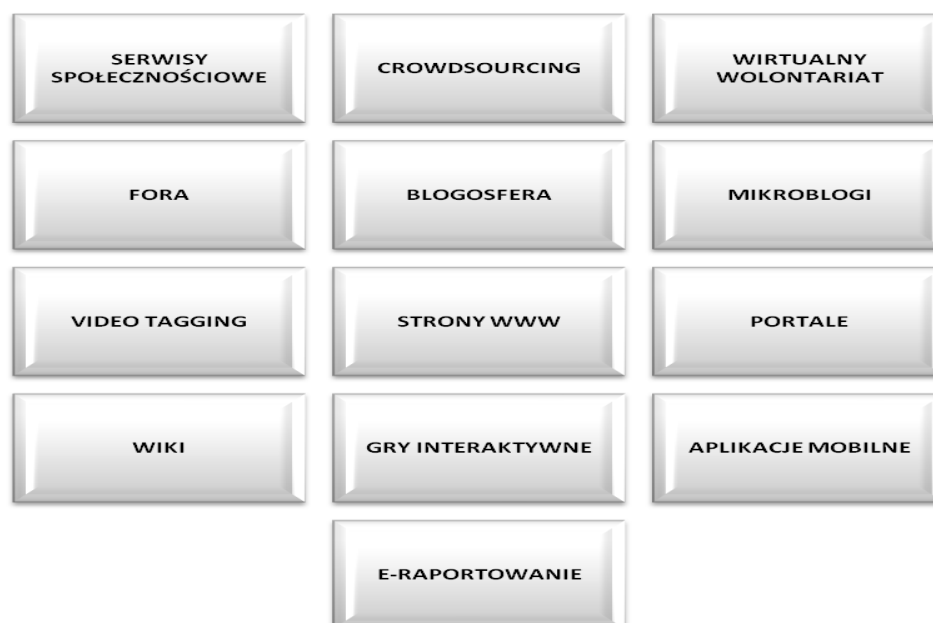 SERWISY
SPOŁECZNOŚCIOWE
CROWDSOURCING
WIRTUALNY
WOLONTARIAT
FORA
BLOGOSFERA
MIKROBLOGI
VIDEO TAGGING
STRONY WWW
PORTALE
WIKI
GRY INTERAKTYWNE
APLIKACJE MOBILNE
E-RAPORTOWANIE